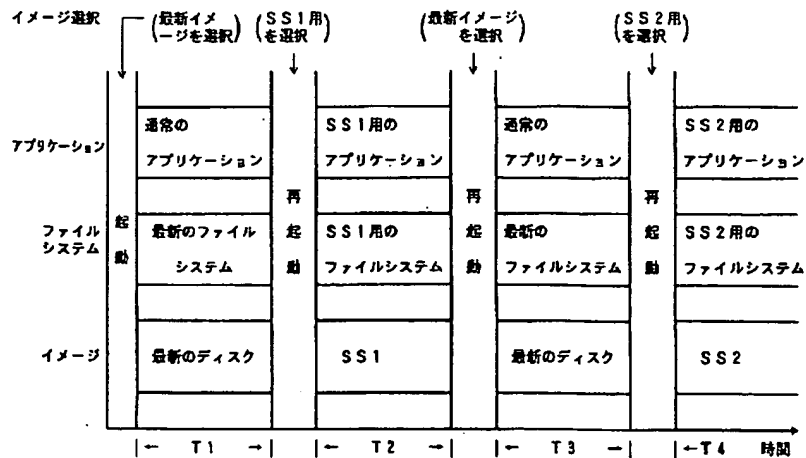 イメージ選択
(最新イメ
ージを選択)
(SS1用
を選択)
(最新イメージ
を選択)
(SS2用
を選択)
アプリケーション
通常の
アプリケーション
SS1用の
アプリケーション
通常の
アプリケーション
SS2用の
アプリケーション
起動
再起動
再起動
再起動
ファイル
システム
最新のファイル
システム
SS1用の
ファイルシステム
最新の
ファイルシステム
SS2用の
ファイルシステム
イメージ
最新のディスク
SS1
最新のディスク
SS2
T1
T2
T3
T4
時間